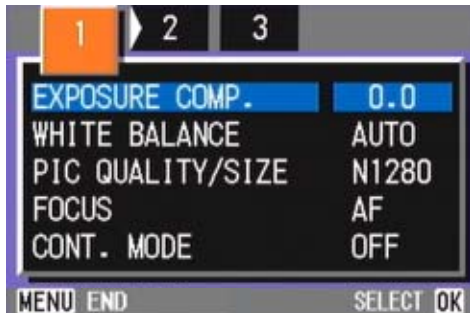 1 2 3
EXPOSURE COMP. 0.0
WHITE BALANCE AUTO
PIC QUALITY/SIZE N1280
FOCUS AF
CONT. MODE OFF
MENU END SELECT OK